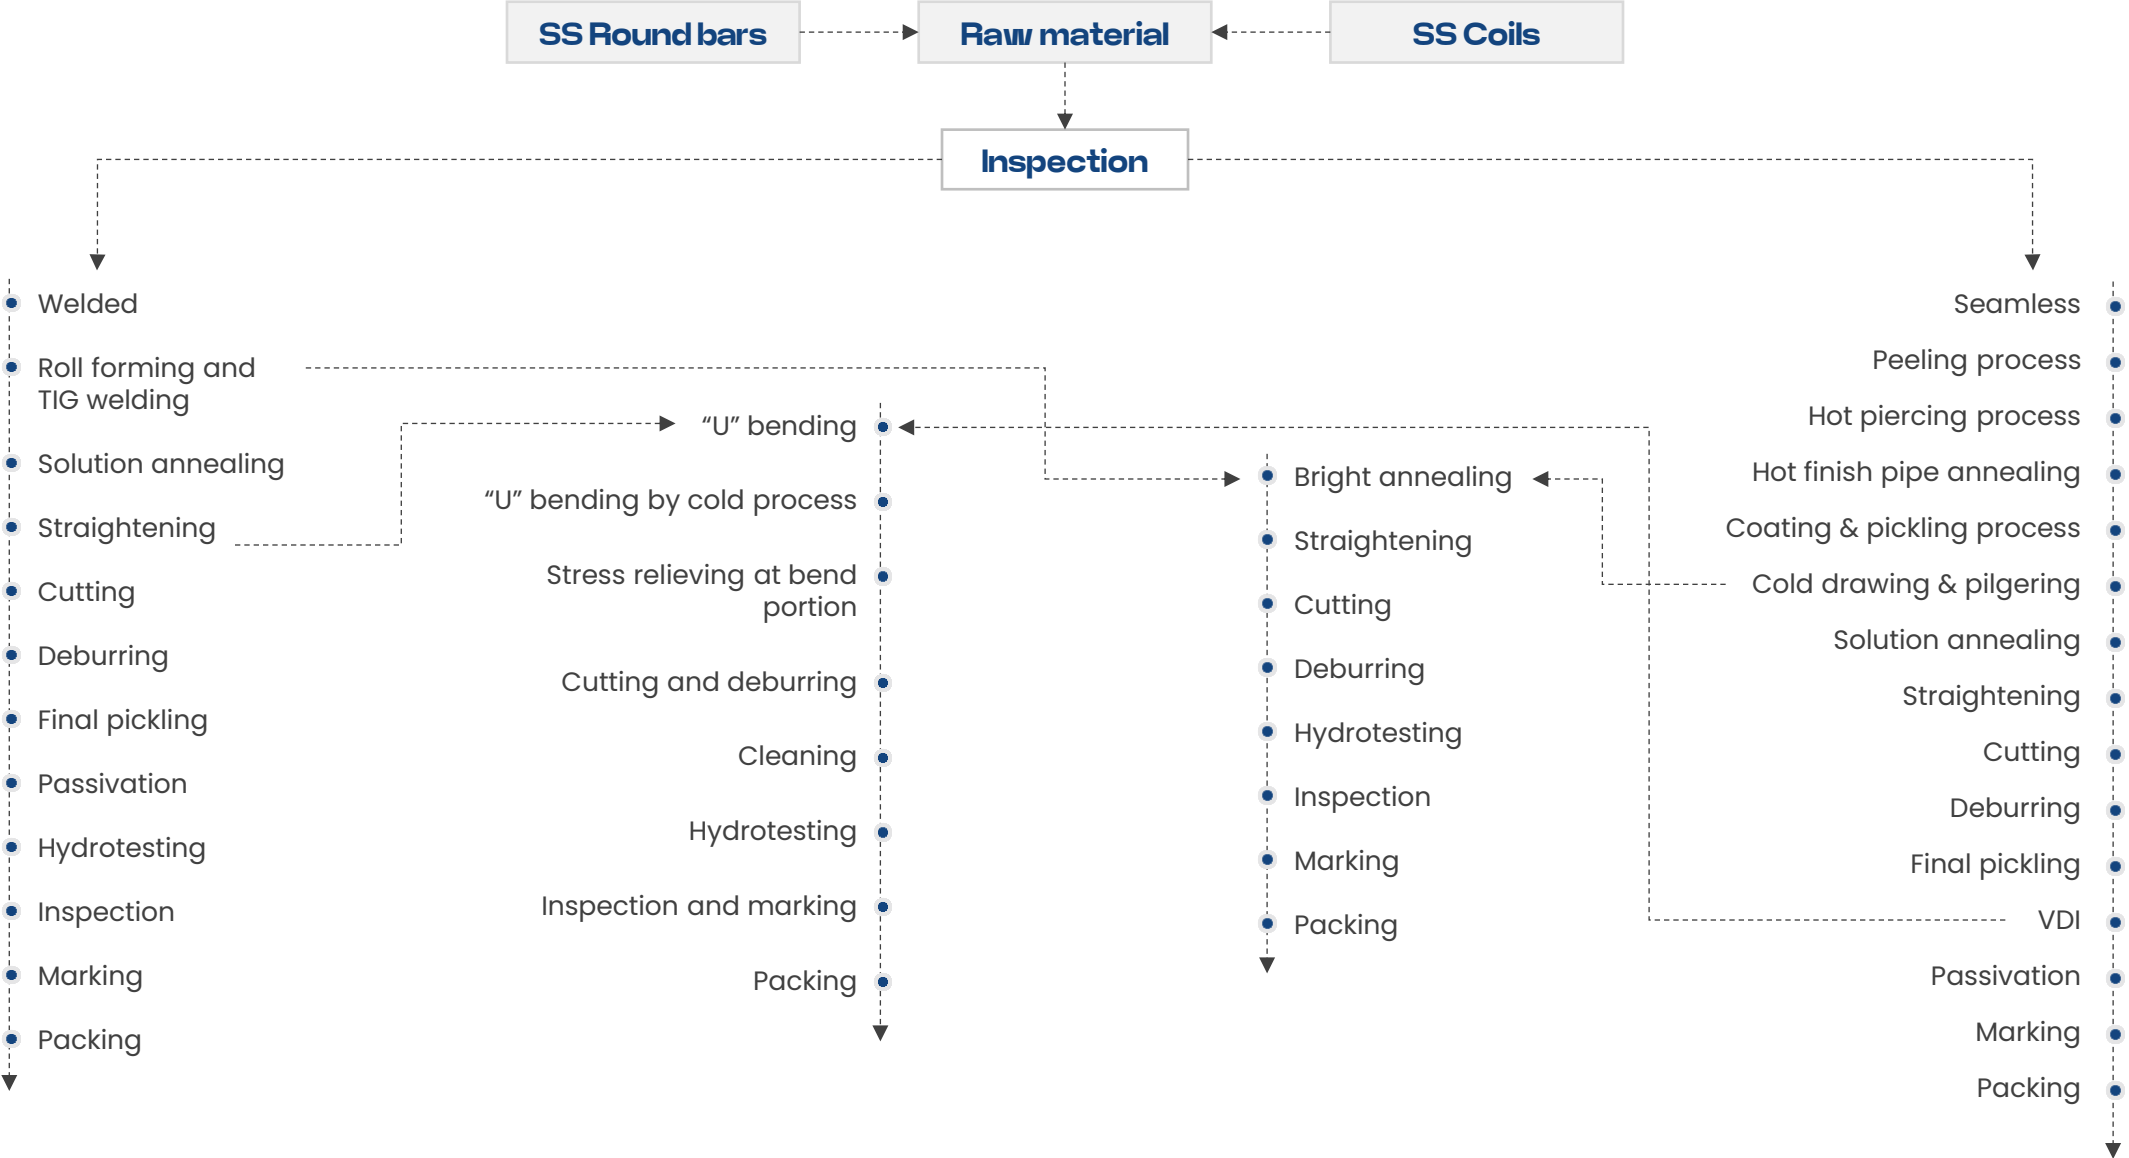 SS Round bars
Raw material
SS Coils
Inspection
Welded
Roll forming and
TIG welding
Solution annealing
Straightening
Cutting
Deburring
Final pickling
Passivation
Hydrotesting
Inspection
Marking
Packing
“U” bending
“U” bending by cold process
Stress relieving at bend
portion
Cutting and deburring
Cleaning
Hydrotesting
Inspection and marking
Packing
Bright annealing
Straightening
Cutting
Deburring
Hydrotesting
Inspection
Marking
Packing
Seamless
Peeling process
Hot piercing process
Hot finish pipe annealing
Coating & pickling process
Cold drawing & pilgering
Solution annealing
Straightening
Cutting
Deburring
Final pickling
VDI
Passivation
Marking
Packing